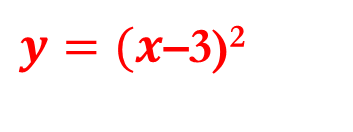 y = (x–3)²